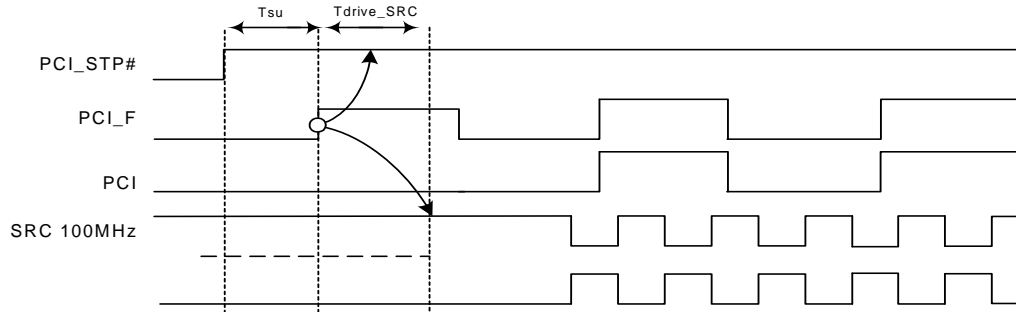 Tsu Tdrive_SRC
PCI_STP#
PCI_F
PCI
SRC 100MHz